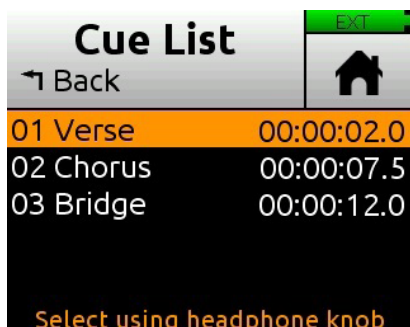 Cue List
EXT
Back
01 Verse 00:00:02.0
02 Chorus 00:00:07.5
03 Bridge 00:00:12.0
Select using headphone knob